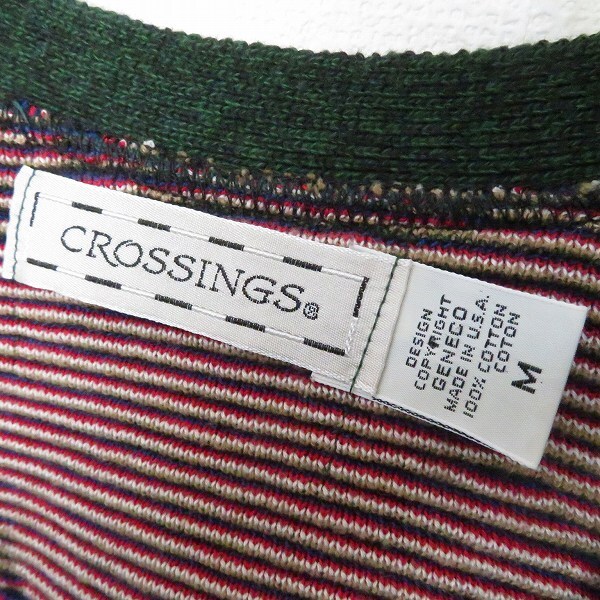 CROSSINGS®
DESIGN
COPYRIGHT
GENECO
MADE IN U.S.A.
100% COTTON
COTTON
M